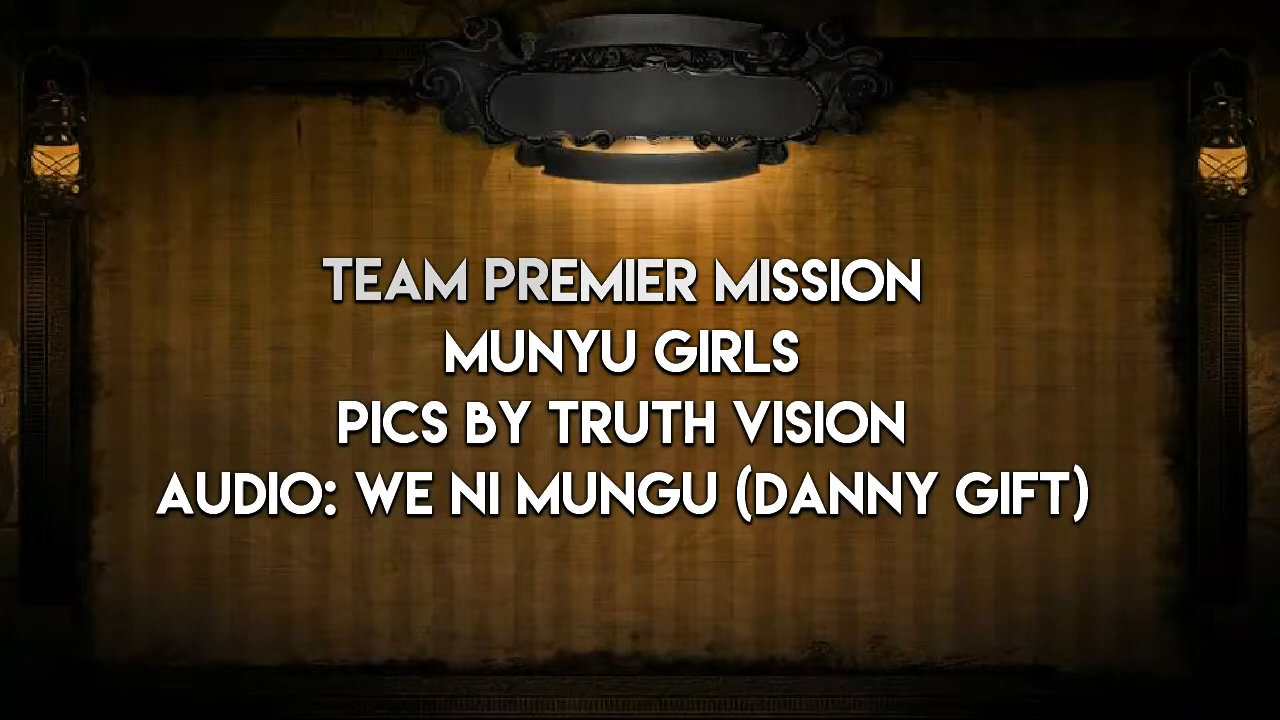 TEAM PREMIER MISSION
MUNYU GIRLS
PICS BY TRUTH VISION
AUDIO: WE NI MUNGU (DANNY GIFT)